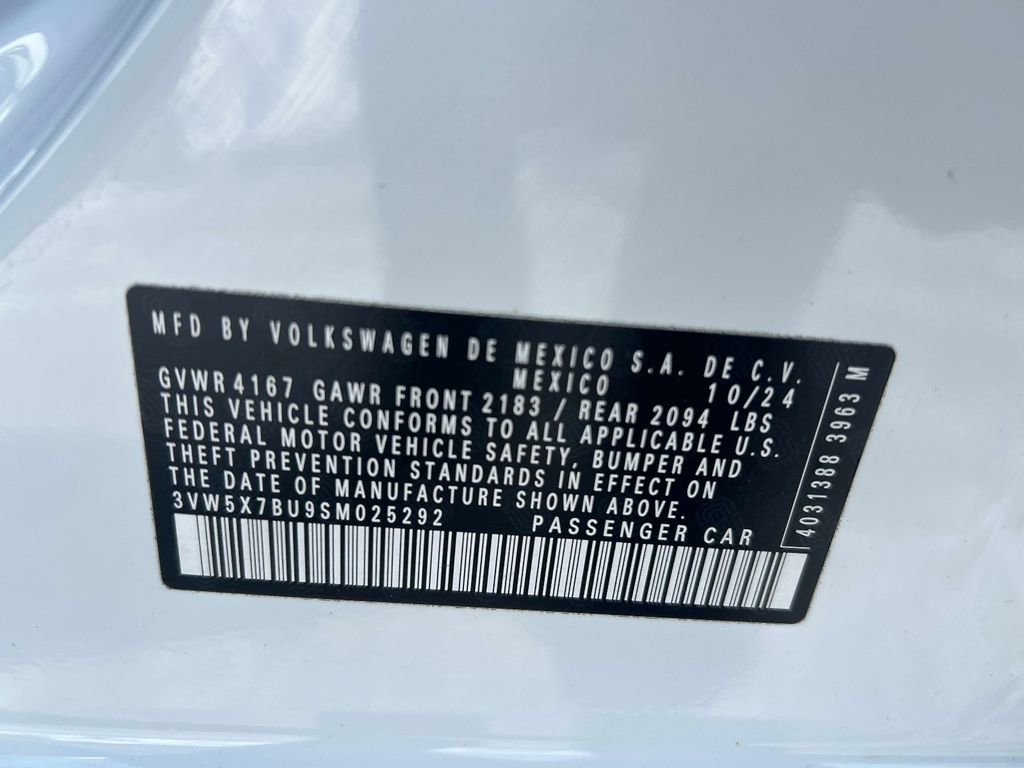 MFD BY VOLKSWAGEN DE MEXICO S.A. DE C.V.
MEXICO 10/24
GVWR 4167 GAWR FRONT 2183 / REAR 2094 LBS
THIS VEHICLE CONFORMS TO ALL APPLICABLE U.S.
FEDERAL MOTOR VEHICLE SAFETY, BUMPER AND
THEFT PREVENTION STANDARDS IN EFFECT ON
THE DATE OF MANUFACTURE SHOWN ABOVE.
3VW5X7BU9SM025292 PASSENGER CAR
4031388 3963 M